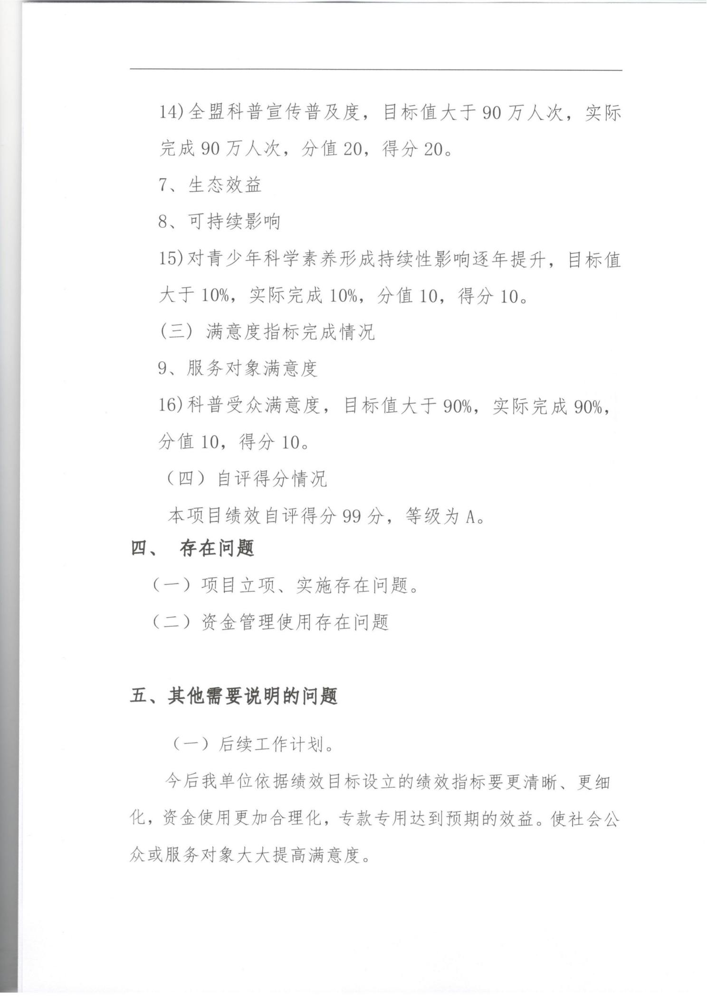 14)全盟科普宣传普及度，目标值大于 90 万人次，实际
完成 90 万人次，分值 20，得分 20。
7、生态效益
8、可持续影响
15)对青少年科学素养形成持续性影响逐年提升，目标值
大于 10%，实际完成 10%，分值 10，得分 10。
(三) 满意度指标完成情况
9、服务对象满意度
16)科普受众满意度，目标值大于 90%，实际完成 90%，
分值 10，得分 10。
（四）自评得分情况
本项目绩效自评得分 99 分，等级为 A。
四、 存在问题
（一）项目立项、实施存在问题。
（二）资金管理使用存在问题
五、其他需要说明的问题
（一）后续工作计划。
今后我单位依据绩效目标设立的绩效指标要更清晰、更细
化，资金使用更加合理化，专款专用达到预期的效益。使社会公
众或服务对象大大提高满意度。